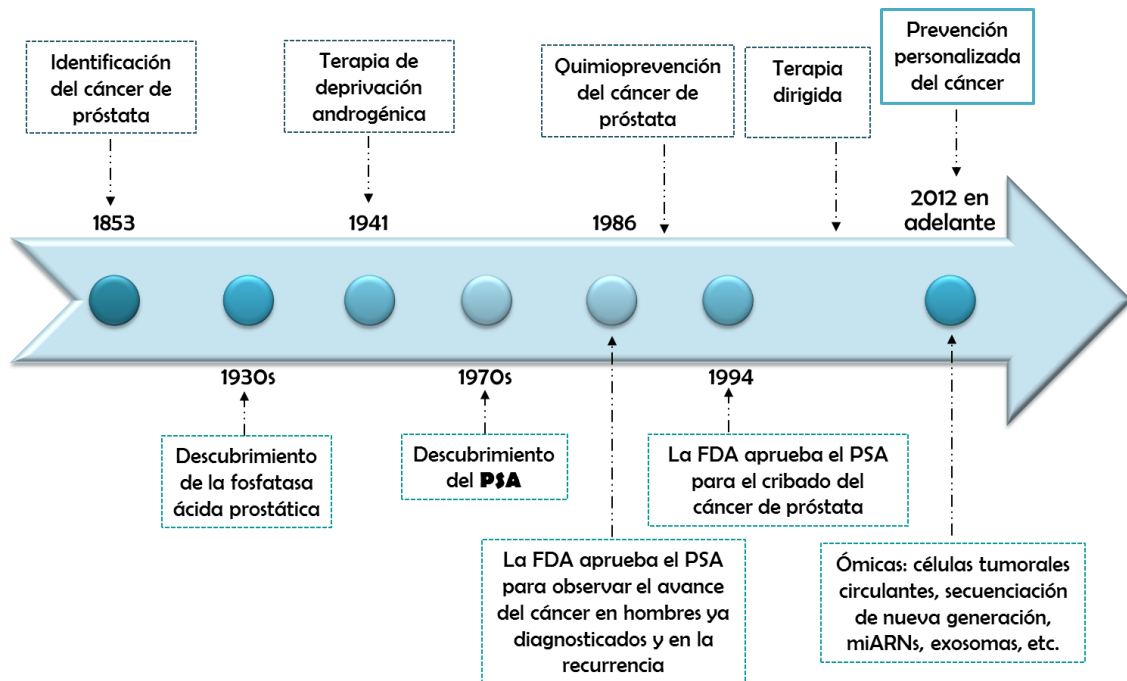 Identificación
del cáncer de
próstata
Terapia de
deprivación
androgénica
Quimioprevención
del cáncer de
próstata
Terapia
dirigida
Prevención
personalizada
del cáncer
1853
1941
1986
2012 en
adelante
1930s
1970s
1994
Descubrimiento
de la fosfatasa
ácida prostática
Descubrimiento
del PSA
La FDA aprueba el PSA
para el cribado del
cáncer de próstata
La FDA aprueba el PSA
para observar el avance
del cáncer en hombres ya
diagnosticados y en la
recurrencia
Ómicas: células tumorales
circulantes, secuenciación
de nueva generación,
miARNs, exosomas, etc.